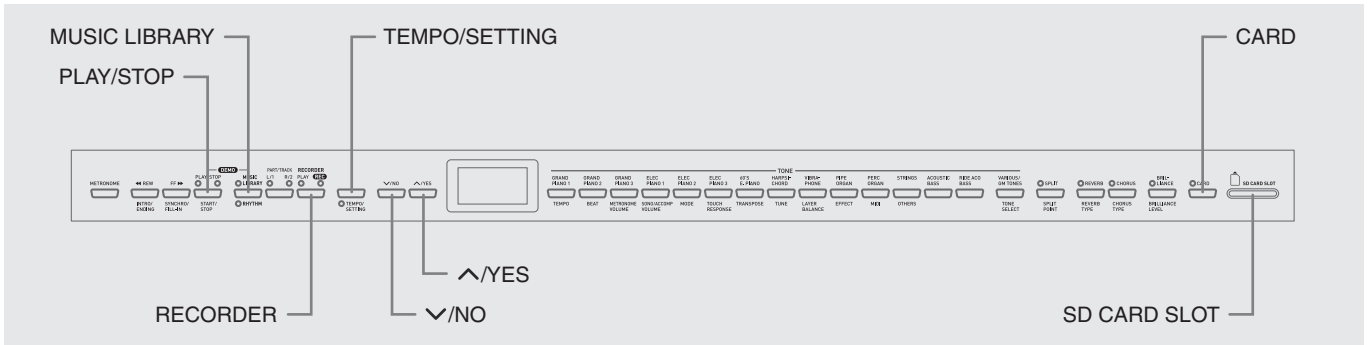 MUSIC LIBRARY
TEMPO/SETTING
CARD
PLAY/STOP
DEMO
PART/TRACK
RECORDER
TONE
METRONOME
REW
FF
PLAY/STOP
MUSIC LIBRARY
L/1
R/2
PLAY
REC
/NO
/YES
GRAND PIANO 1
GRAND PIANO 2
GRAND PIANO 3
ELEC PIANO 1
ELEC PIANO 2
ELEC PIANO 3
60'S E. PIANO
HARPSI-CHORD
VIBRA-PHONE
PIPE ORGAN
PERC ORGAN
STRINGS
ACOUSTIC BASS
RIDE ACO BASS
VARIOUS/GM TONES
SPLIT
REVERB
CHORUS
BRIL-LIANCE
CARD
SD CARD SLOT
INTRO/ENDING
SYNCHRO/FILL-IN
START/STOP
RHYTHM
TEMPO/SETTING
TEMPO
BEAT
METRONOME VOLUME
SONG/ACCOMP VOLUME
MODE
TOUCH RESPONSE
TRANSPOSE
TUNE
LAYER BALANCE
EFFECT
MIDI
OTHERS
TONE SELECT
SPLIT POINT
REVERB TYPE
CHORUS TYPE
BRILLIANCE LEVEL
/YES
RECORDER
/NO
SD CARD SLOT